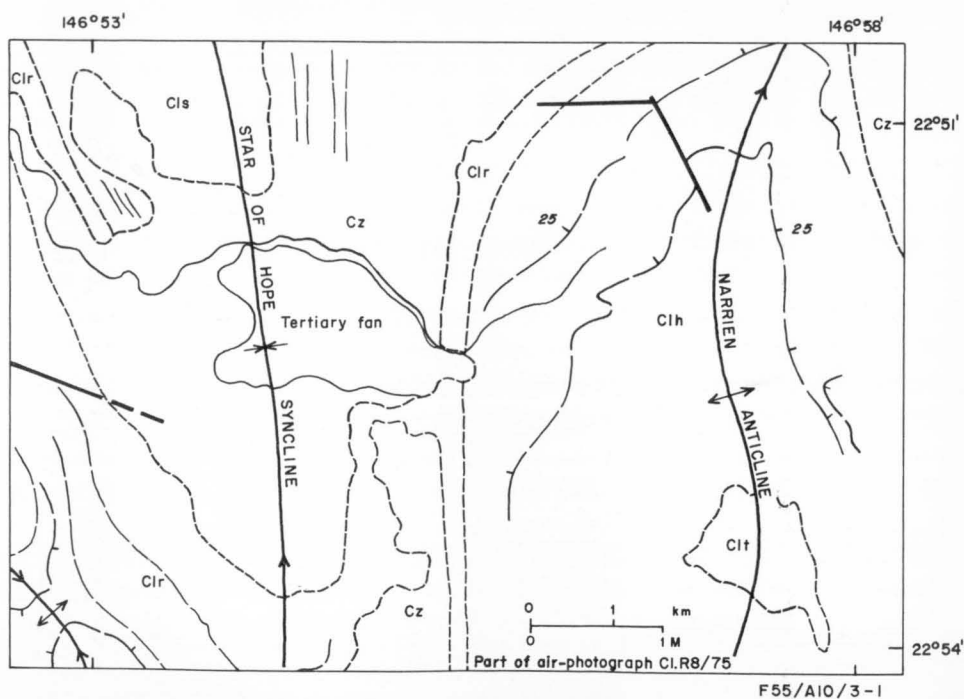 146°53'
146°58'
Clr
Cls
22°51'
Cz
STAR OF HOPE SYNCLINE
Clr
Cz
25
25
NARRIEN ANTICLINE
Tertiary fan
Clh
Clt
Clr
Cz
0 1 km
0 1 M
Part of air-photograph Cl.R8/75
22°54'
F55/A10/3-1